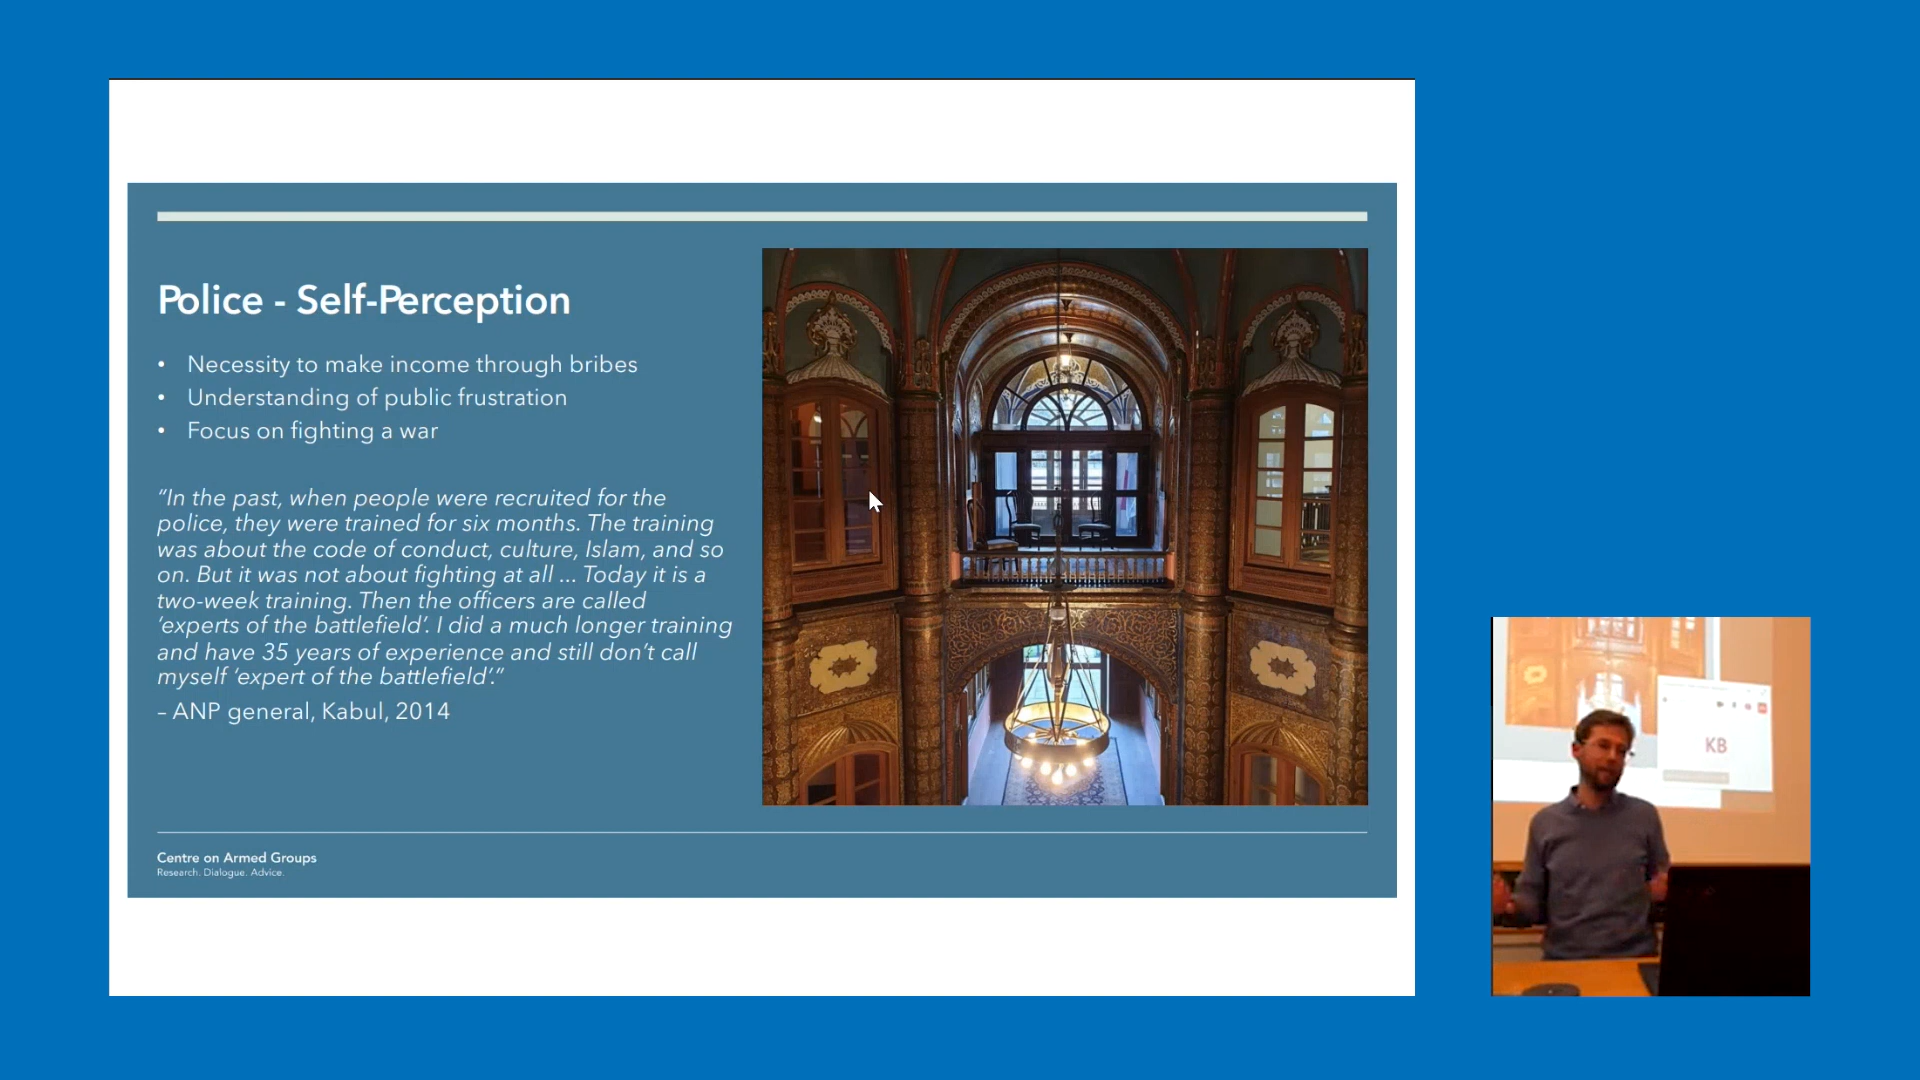 Police - Self-Perception
• Necessity to make income through bribes
• Understanding of public frustration
• Focus on fighting a war
“In the past, when people were recruited for the
police, they were trained for six months. The training
was about the code of conduct, culture, Islam, and so
on. But it was not about fighting at all ... Today it is a
two-week training. Then the officers are called
‘experts of the battlefield’. I did a much longer training
and have 35 years of experience and still don’t call
myself ‘expert of the battlefield’.”
– ANP general, Kabul, 2014
Centre on Armed Groups
Research. Dialogue. Advice.
KB